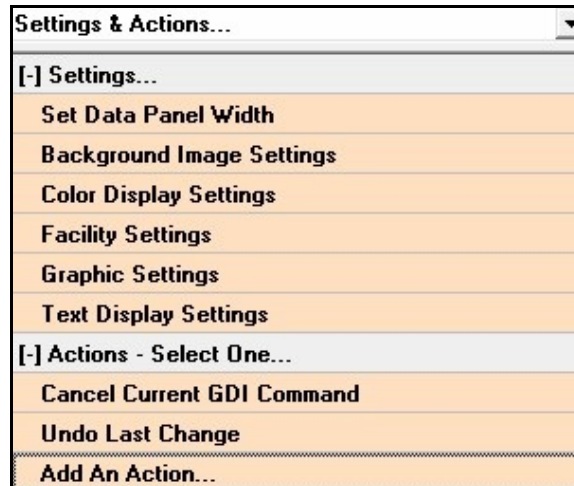 Settings & Actions...
[-] Settings...
Set Data Panel Width
Background Image Settings
Color Display Settings
Facility Settings
Graphic Settings
Text Display Settings
[-] Actions - Select One...
Cancel Current GDI Command
Undo Last Change
Add An Action...